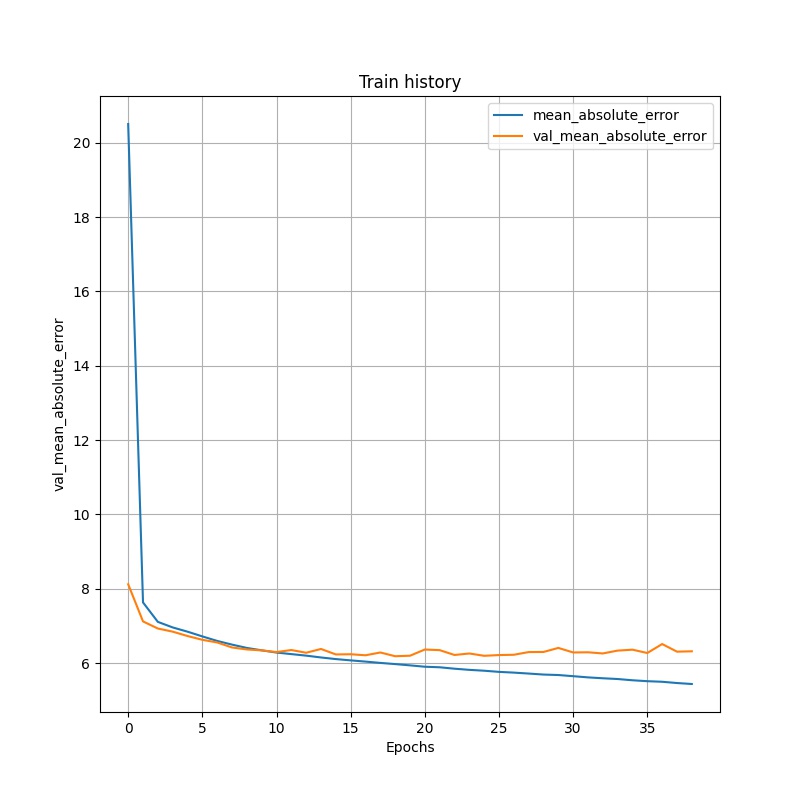 Train history
mean_absolute_error
val_mean_absolute_error
val_mean_absolute_error
20
18
16
14
12
10
8
6
0 5 10 15 20 25 30 35
Epochs